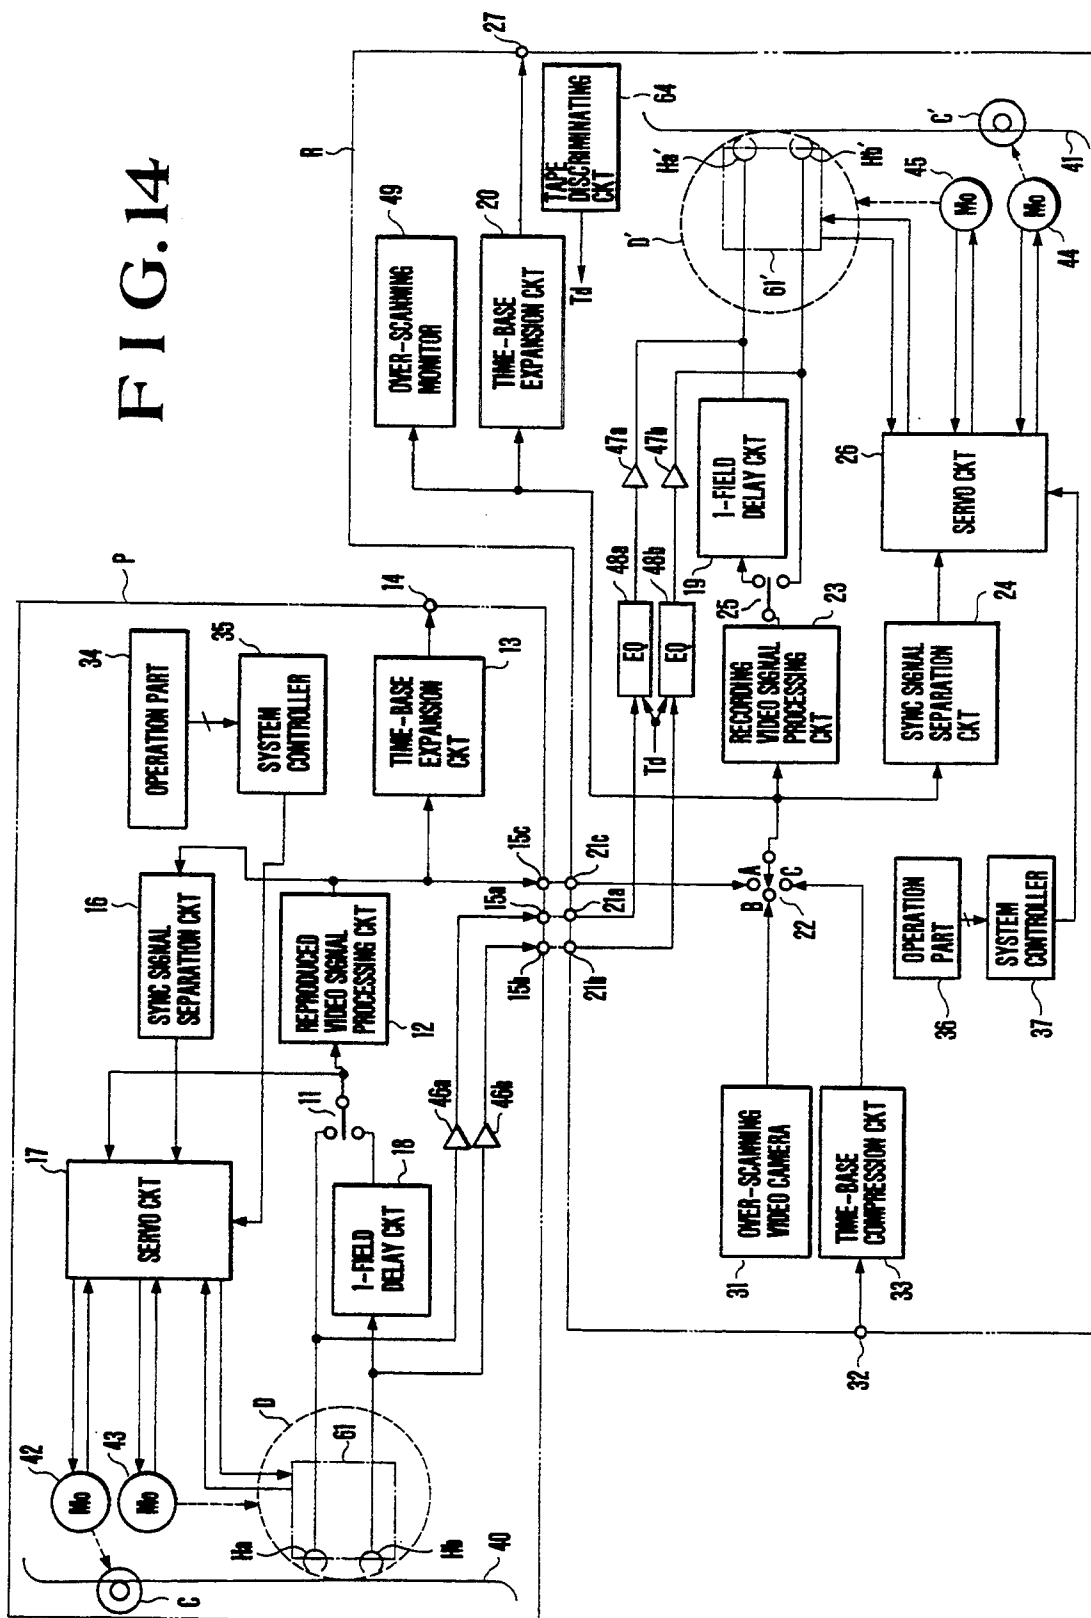 FIG.14
P
34
OPERATION PART
35
SYSTEM
CONTROLLER
14
13
TIME-BASE
EXPANSION
CKT
16
SYNC SIGNAL
SEPARATION CKT
REPRODUCED
VIDEO SIGNAL
PROCESSING CKT
12
11
17
SERVO CKT
18
1-FIELD
DELAY CKT
46a
46b
42
Mo
43
Mo
D
61
Ha
Hb
40
C
15a
15b
15c
21a
21b
21c
R
27
49
OVER-SCANNING
MONITOR
20
TIME-BASE
EXPANSION CKT
TAPE
DISCRIMINATING
CKT
64
Td
D'
61'
Ha'
Hb'
C'
41
45
Mo
Mo
44
47a
47b
48a
EQ
48b
EQ
Td
19
1-FIELD
DELAY CKT
25
RECORDING
VIDEO SIGNAL
PROCESSING
CKT
23
26
SERVO CKT
24
SYNC SIGNAL
SEPARATION
CKT
A
B
C
22
31
OVER-SCANNING
VIDEO CAMERA
TIME-BASE
COMPRESSION CKT
33
32
OPERATION
PART
36
SYSTEM
CONTROLLER
37